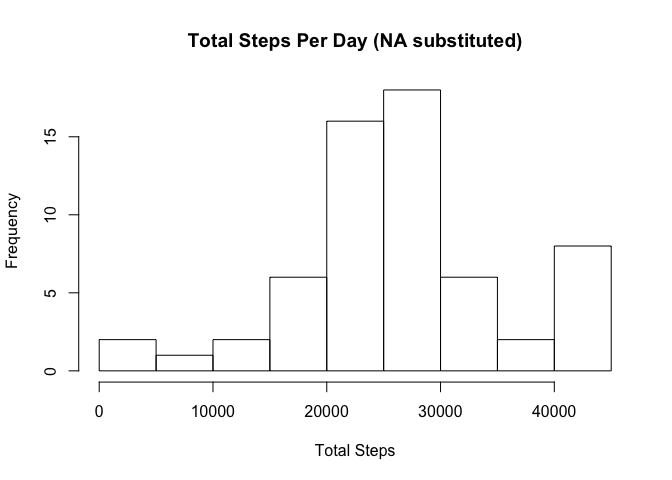 Total Steps Per Day (NA substituted)
Frequency
15
10
5
0
0 10000 20000 30000 40000
Total Steps